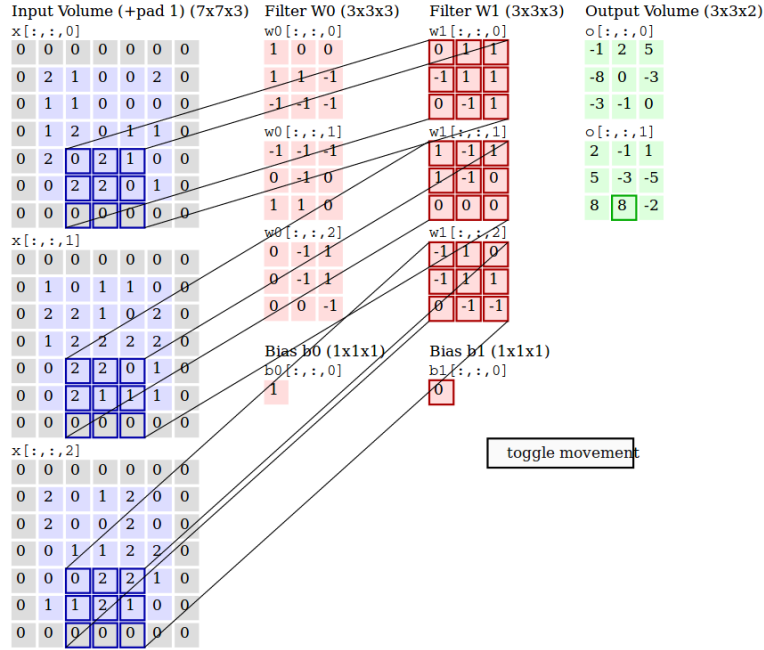 Input Volume (+pad 1) (7x7x3)
x[:,:,0]
0 0 0 0 0 0 0
0 2 1 0 0 2 0
0 1 1 0 0 0 0
0 1 2 0 1 1 0
0 2 0 2 1 0 0
0 0 2 2 0 1 0
0 0 0 0 0 0 0
x[:,:,1]
0 0 0 0 0 0 0
0 1 0 1 1 0 0
0 2 2 1 0 2 0
0 1 2 2 2 2 0
0 0 2 2 0 1 0
0 0 2 1 1 1 0
0 0 0 0 0 0 0
x[:,:,2]
0 0 0 0 0 0 0
0 2 0 1 2 0 0
0 2 0 0 2 0 0
0 0 1 1 2 2 0
0 0 0 2 2 1 0
0 1 1 2 1 0 0
0 0 0 0 0 0 0
Filter W0 (3x3x3)
w0[:,:,0]
1 0 0
1 1 -1
-1 -1 -1
w0[:,:,1]
-1 -1 -1
0 -1 0
1 1 0
w0[:,:,2]
0 -1 1
0 -1 1
0 0 -1
Bias b0 (1x1x1)
b0[:,:,0]
1
Filter W1 (3x3x3)
w1[:,:,0]
0 1 1
-1 1 1
0 -1 1
w1[:,:,1]
1 -1 1
1 -1 0
0 0 0
w1[:,:,2]
-1 1 0
-1 1 1
0 -1 -1
Bias b1 (1x1x1)
b1[:,:,0]
0
Output Volume (3x3x2)
o[:,:,0]
-1 2 5
-8 0 -3
-3 -1 0
o[:,:,1]
2 -1 1
5 -3 -5
8 8 -2
toggle movement